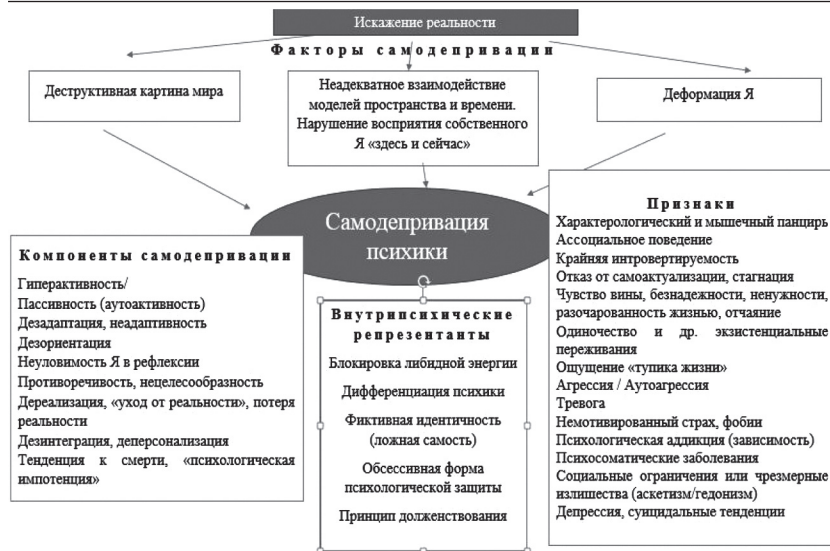 Искажение реальности
Факторы самодепривации
Деструктивная картина мира
Неадекватное взаимодействие
моделей пространства и времени.
Нарушение восприятия собственного
Я «здесь и сейчас»
Деформация Я
Самодепривация
психики
Компоненты самодепривации
Гиперактивность/
Пассивность (аутоактивность)
Дезадаптация, неадаптивность
Дезориентация
Неуловимость Я в рефлексии
Противоречивость, нецелесообразность
Дереализация, «уход от реальности», потеря
реальности
Дезинтеграция, деперсонализация
Тенденция к смерти, «психологическая
импотенция»
Внутрипсихические
репрезентанты
Блокировка либидной энергии
Дифференциация психики
Фиктивная идентичность
(ложная самость)
Обсессивная форма
психологической защиты
Принцип долженствования
Признаки
Характерологический и мышечный панцирь
Ассоциальное поведение
Крайняя интровертируемость
Отказ от самоактуализации, стагнация
Чувство вины, безнадежности, ненужности,
разочарованность жизнью, отчаяние
Одиночество и др. экзистенциальные
переживания
Ощущение «тупика жизни»
Агрессия / Аутоагрессия
Тревога
Немотивированный страх, фобии
Психологическая аддикция (зависимость)
Психосоматические заболевания
Социальные ограничения или чрезмерные
излишества (аскетизм/гедонизм)
Депрессия, суицидальные тенденции